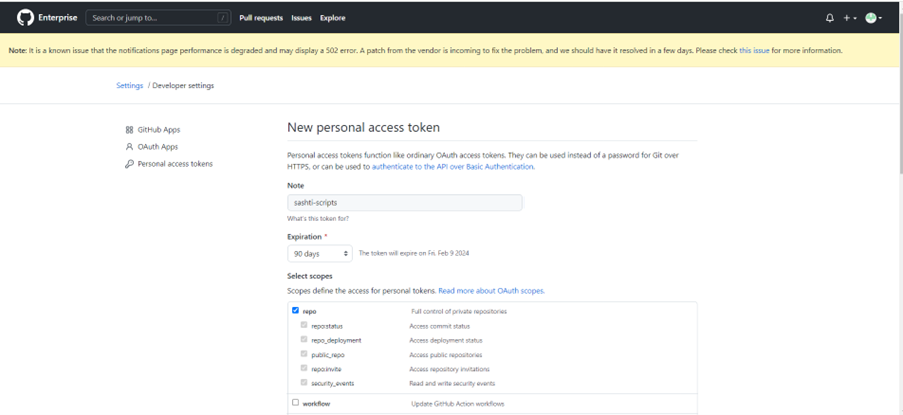 Enterprise Search or jump to... / Pull requests Issues Explore
Note: It is a known issue that the notifications page performance is degraded and may display a 502 error. A patch from the vendor is incoming to fix the problem, and we should have it resolved in a few days. Please check this issue for more information.
Settings / Developer settings
GitHub Apps
OAuth Apps
Personal access tokens
New personal access token
Personal access tokens function like ordinary OAuth access tokens. They can be used instead of a password for Git over
HTTPS, or can be used to authenticate to the API over Basic Authentication.
Note
sashti-scripts
What's this token for?
Expiration *
90 days The token will expire on Fri, Feb 9 2024
Select scopes
Scopes define the access for personal tokens. Read more about OAuth scopes.
repo Full control of private repositories
repo:status Access commit status
repo_deployment Access deployment status
public_repo Access public repositories
repo:invite Access repository invitations
security_events Read and write security events
workflow Update GitHub Action workflows